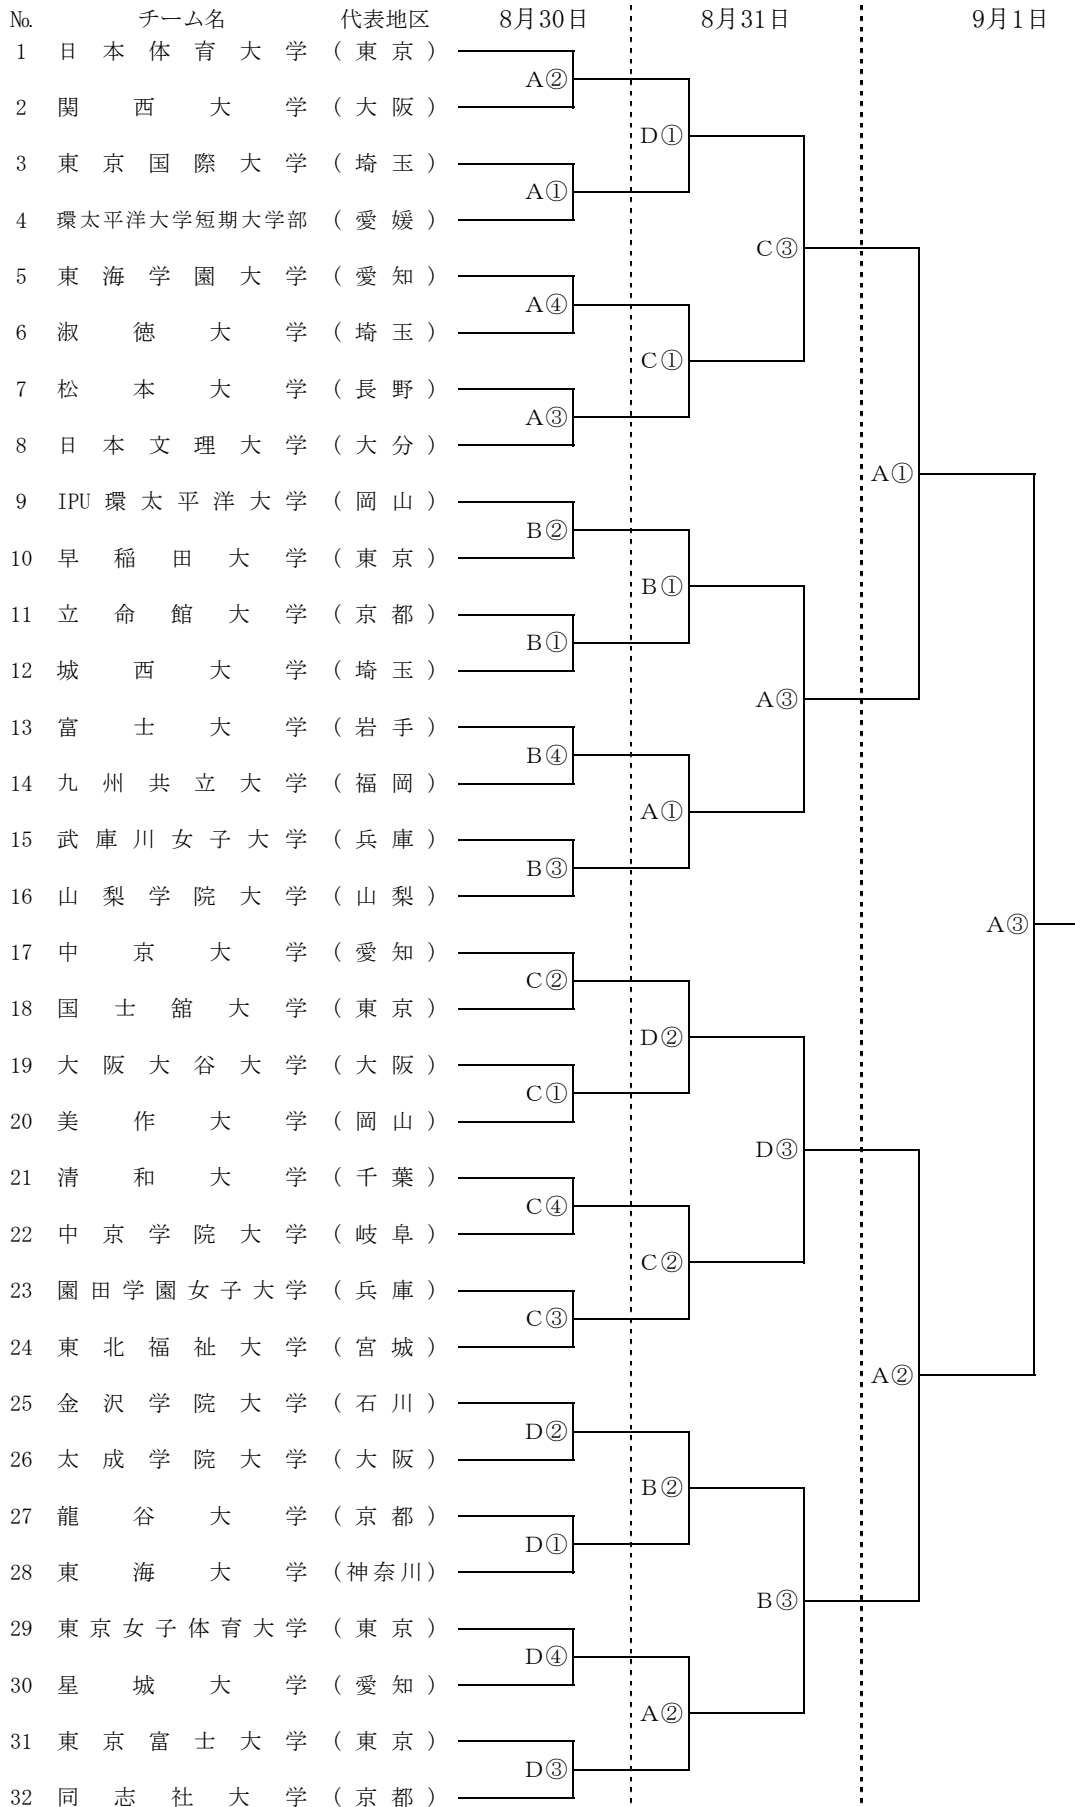 № チーム名 代表地区 8月30日 8月31日 9月1日
1 日本体育大学 (東京)
A②
2 関西大学 (大阪)
D①
3 東京国際大学 (埼玉)
A①
4 環太平洋大学短期大学部 (愛媛)
C③
5 東海学園大学 (愛知)
A④
6 淑徳大学 (埼玉)
C①
7 松本大学 (長野)
A③
8 日本文理大学 (大分)
A①
9 IPU環太平洋大学 (岡山)
B②
10 早稲田大学 (東京)
B①
11 立命館大学 (京都)
B①
12 城西大学 (埼玉)
A③
13 富士大学 (岩手)
B④
14 九州共立大学 (福岡)
A①
15 武庫川女子大学 (兵庫)
B③
16 山梨学院大学 (山梨)
A③
17 中京大学 (愛知)
C②
18 国士舘大学 (東京)
D②
19 大阪大谷大学 (大阪)
C①
20 美作大学 (岡山)
D③
21 清和大学 (千葉)
C④
22 中京学院大学 (岐阜)
C②
23 園田学園女子大学 (兵庫)
C③
24 東北福祉大学 (宮城)
A②
25 金沢学院大学 (石川)
D②
26 太成学院大学 (大阪)
B②
27 龍谷大学 (京都)
D①
28 東海大学 (神奈川)
B③
29 東京女子体育大学 (東京)
D④
30 星城大学 (愛知)
A②
31 東京富士大学 (東京)
D③
32 同志社大学 (京都)